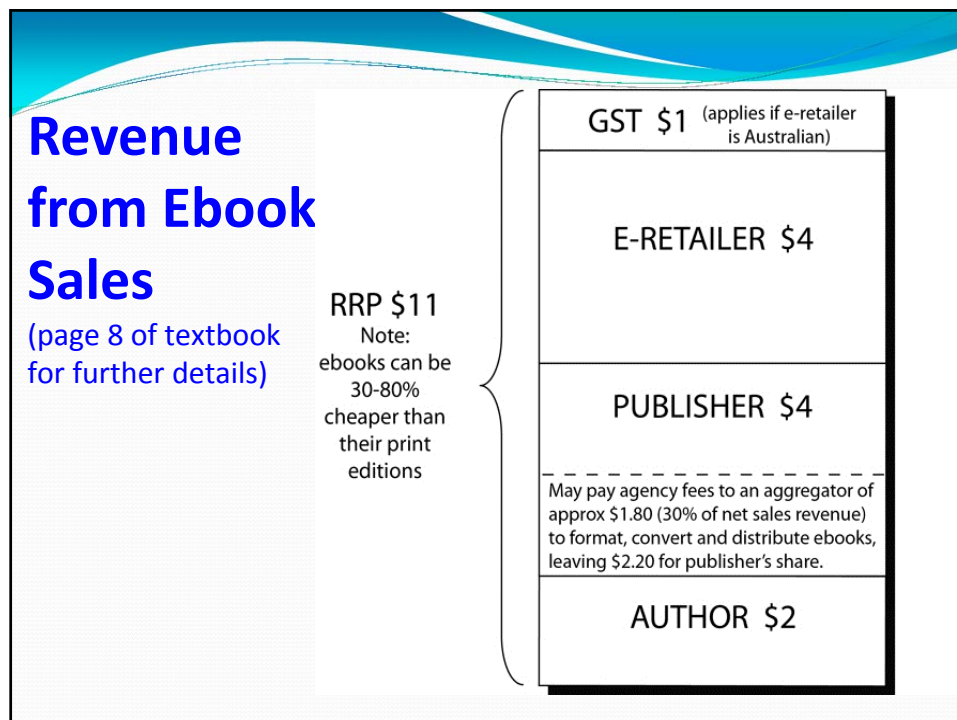 Revenue
from Ebook
Sales
(page 8 of textbook
for further details)
RRP $11
Note:
ebooks can be
30-80%
cheaper than
their print
editions
GST $1 (applies if e-retailer
is Australian)
E-RETAILER $4
PUBLISHER $4
May pay agency fees to an aggregator of
approx $1.80 (30% of net sales revenue)
to format, convert and distribute ebooks,
leaving $2.20 for publisher's share.
AUTHOR $2